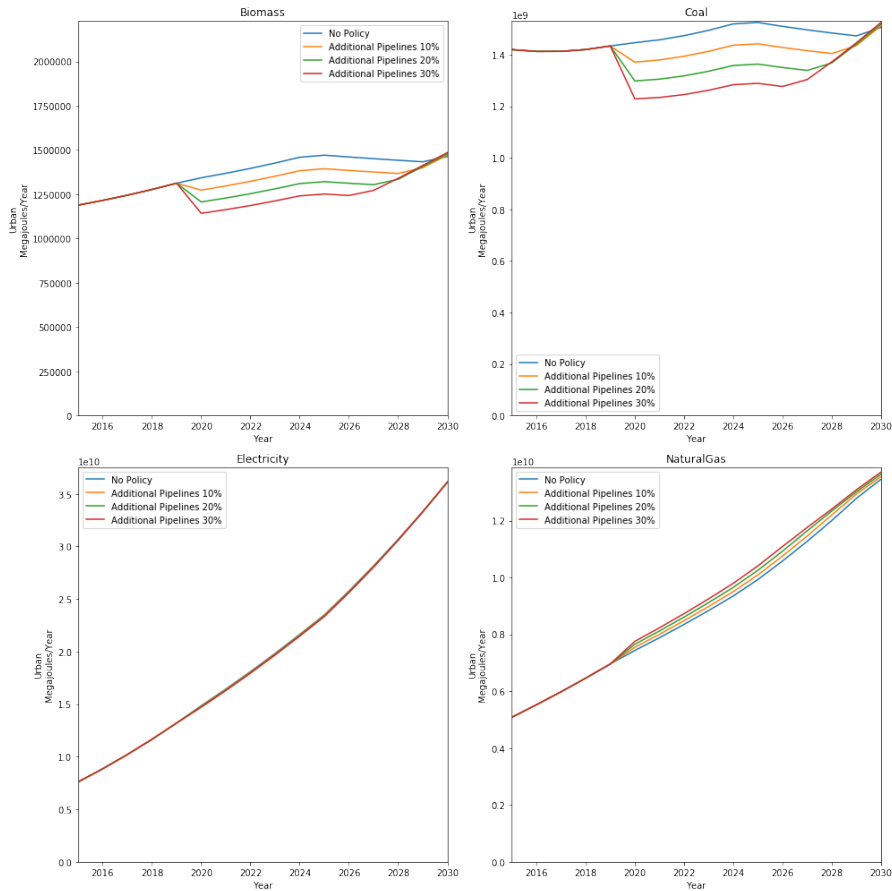 Biomass
No Policy
Additional Pipelines 10%
Additional Pipelines 20%
Additional Pipelines 30%
2000000
1750000
1500000
1250000
1000000
750000
500000
250000
0
Urban
Megajoules/Year
2016 2018 2020 2022 2024 2026 2028 2030
Year
Coal
1e9
1.4
1.2
1.0
0.8
0.6
0.4
0.2
0.0
Urban
Megajoules/Year
No Policy
Additional Pipelines 10%
Additional Pipelines 20%
Additional Pipelines 30%
2016 2018 2020 2022 2024 2026 2028 2030
Year
Electricity
1e10
No Policy
Additional Pipelines 10%
Additional Pipelines 20%
Additional Pipelines 30%
3.5
3.0
2.5
2.0
1.5
1.0
0.5
0.0
Urban
Megajoules/Year
2016 2018 2020 2022 2024 2026 2028 2030
Year
NaturalGas
1e10
No Policy
Additional Pipelines 10%
Additional Pipelines 20%
Additional Pipelines 30%
1.2
1.0
0.8
0.6
0.4
0.2
0.0
Urban
Megajoules/Year
2016 2018 2020 2022 2024 2026 2028 2030
Year